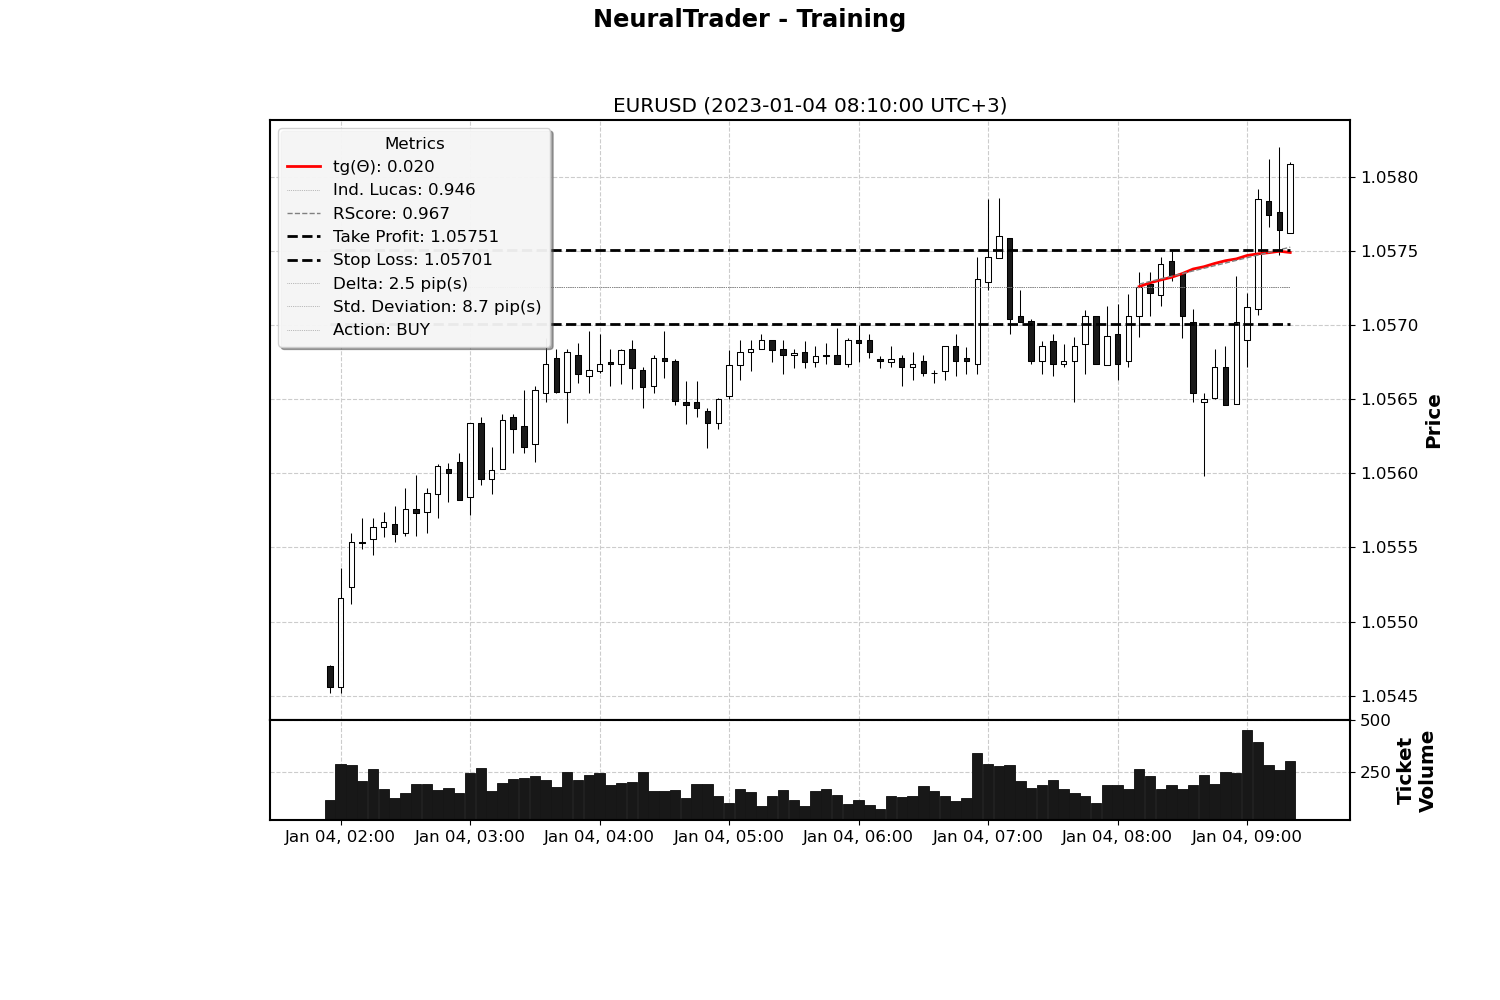 NeuralTrader - Training
EURUSD (2023-01-04 08:10:00 UTC+3)
Metrics
tg(Θ): 0.020
Ind. Lucas: 0.946
RScore: 0.967
Take Profit: 1.05751
Stop Loss: 1.05701
Delta: 2.5 pip(s)
Std. Deviation: 8.7 pip(s)
Action: BUY
1.0580
1.0575
1.0570
1.0565
1.0560
1.0555
1.0550
1.0545
Price
500
250
Ticket
Volume
Jan 04, 02:00
Jan 04, 03:00
Jan 04, 04:00
Jan 04, 05:00
Jan 04, 06:00
Jan 04, 07:00
Jan 04, 08:00
Jan 04, 09:00